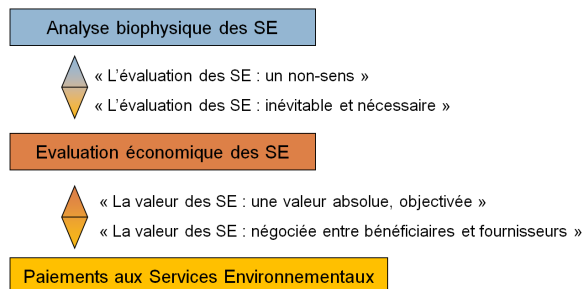 Analyse biophysique des SE
« L’évaluation des SE : un non-sens »
« L’évaluation des SE : inévitable et nécessaire »
Evaluation économique des SE
« La valeur des SE : une valeur absolue, objectivée »
« La valeur des SE : négociée entre bénéficiaires et fournisseurs »
Paiements aux Services Environnementaux